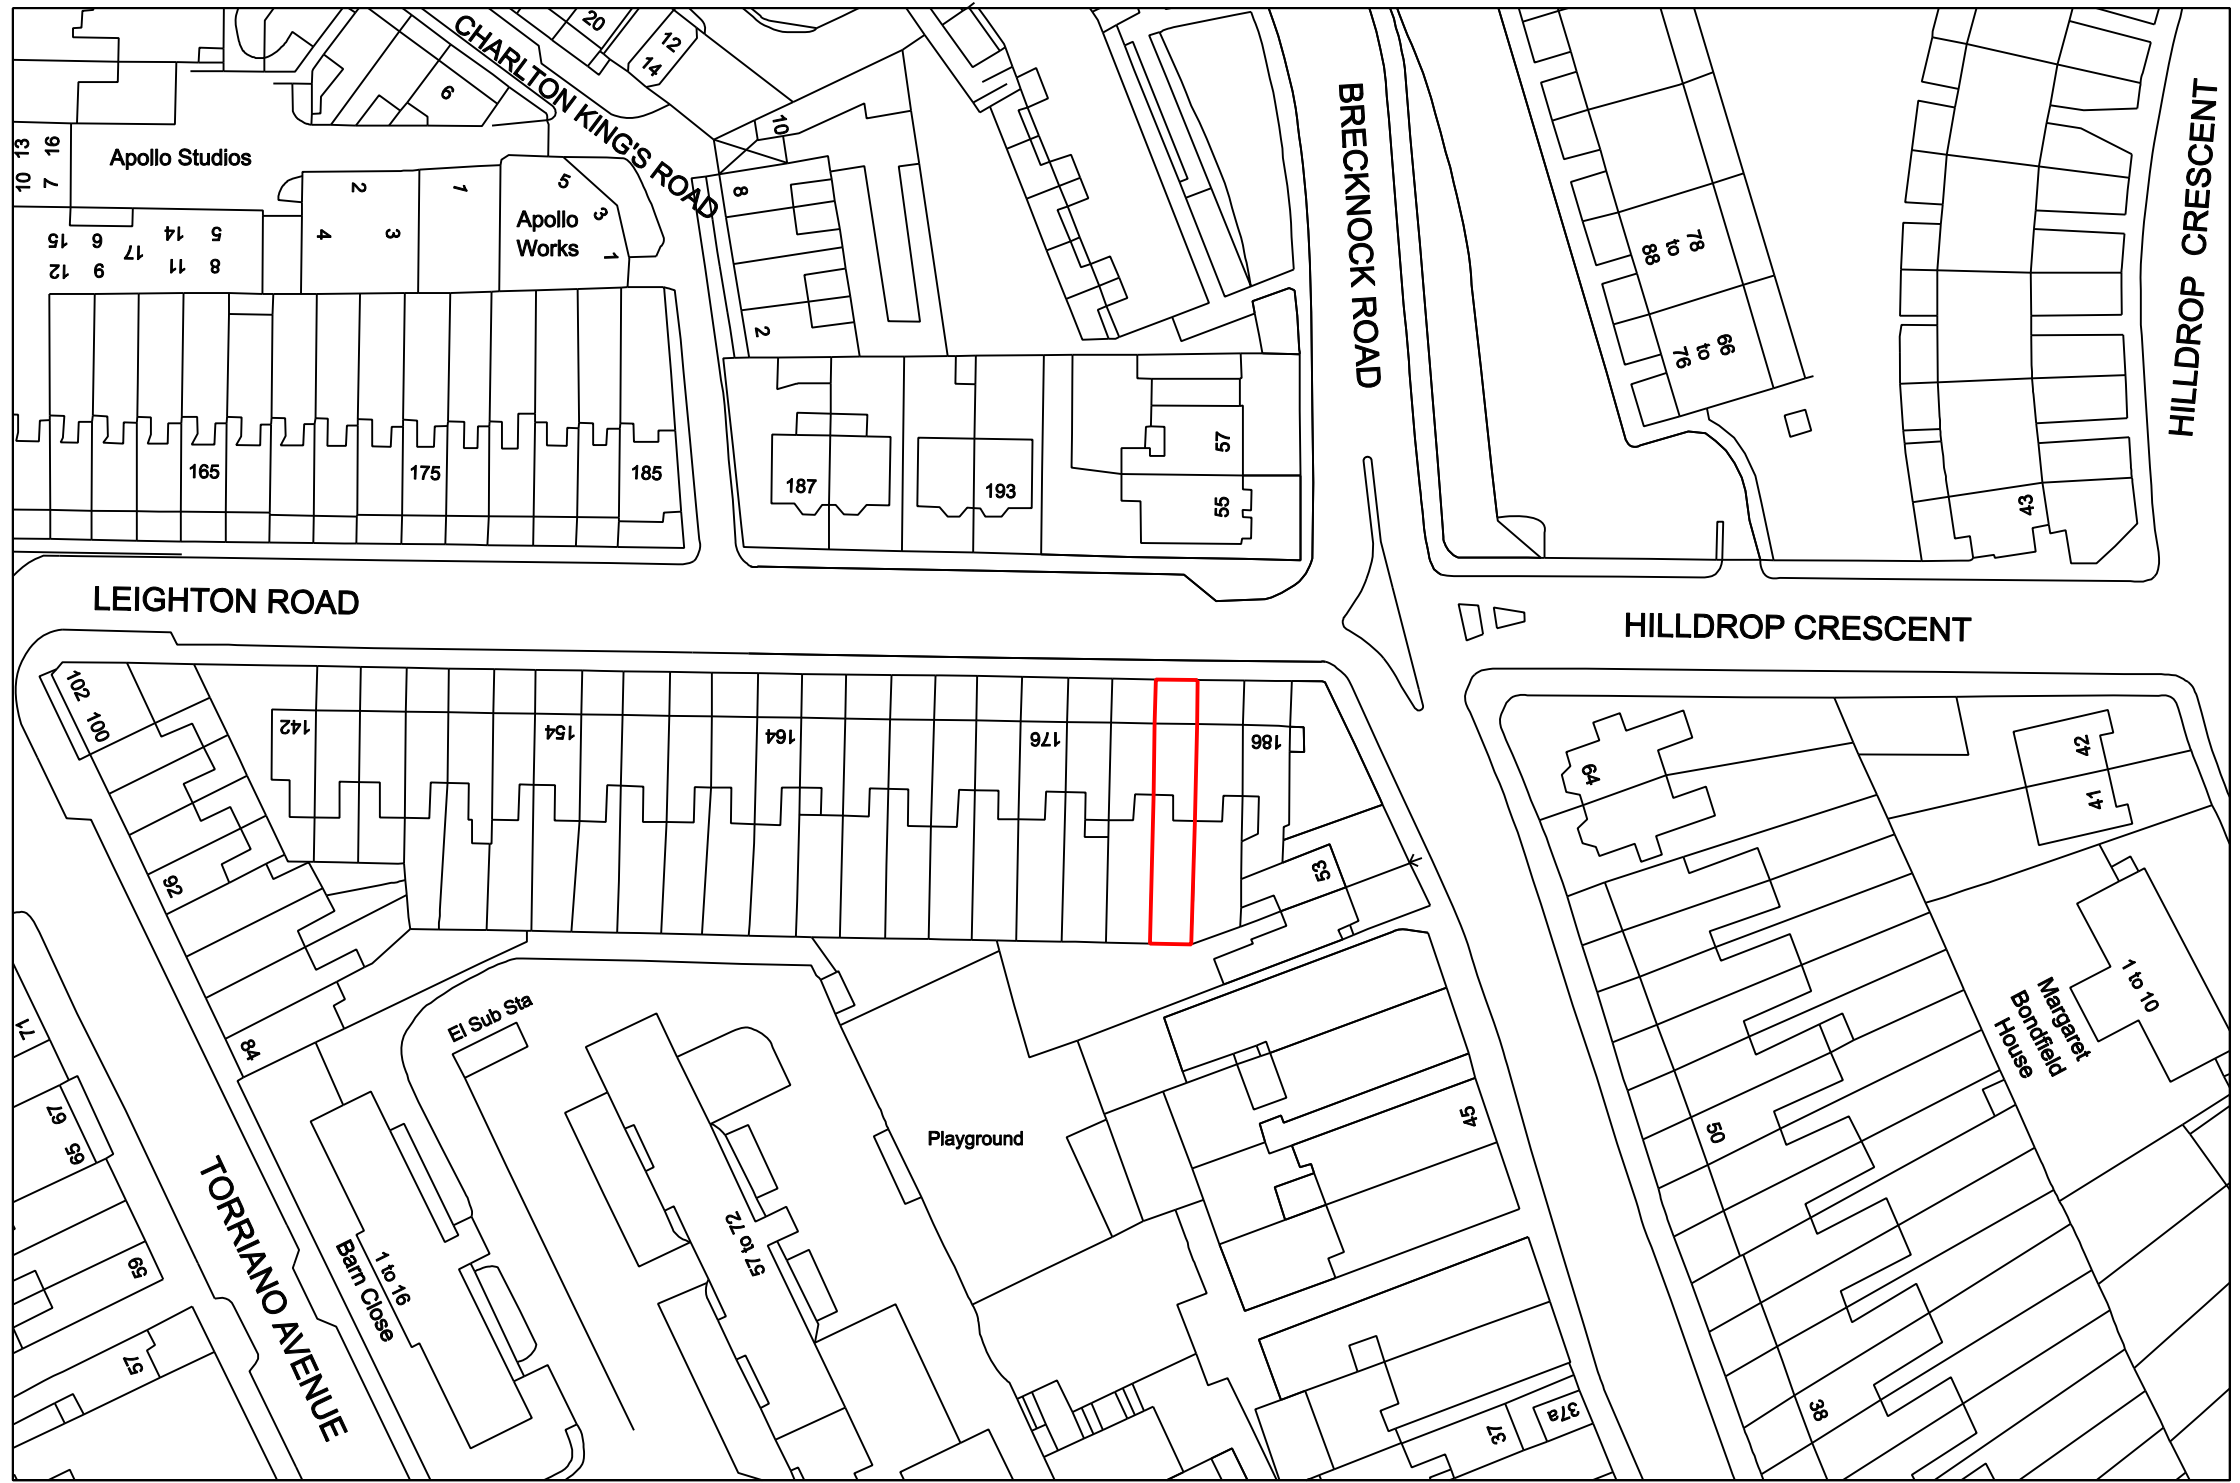 CHARLTON KING'S ROAD
20
12
14
6
10
BRECKNOCK ROAD
HILLDROP CRESCENT
13 16
10 7
Apollo Studios
2
1
4
3
5
3
1
Apollo
Works
8
2
15 6 17 14 5
12 9 11 8
78
to
88
66
to
76
165
175
185
187
193
57
55
43
LEIGHTON ROAD
HILLDROP CRESCENT
102
100
142
154
164
176
186
64
42
41
92
53
84
El Sub Sta
71
67
65
59
57
TORRIANO AVENUE
1 to 16
Barn Close
57 to 72
Playground
45
50
Margaret
Bondfield
House
1 to 10
37
37a
38